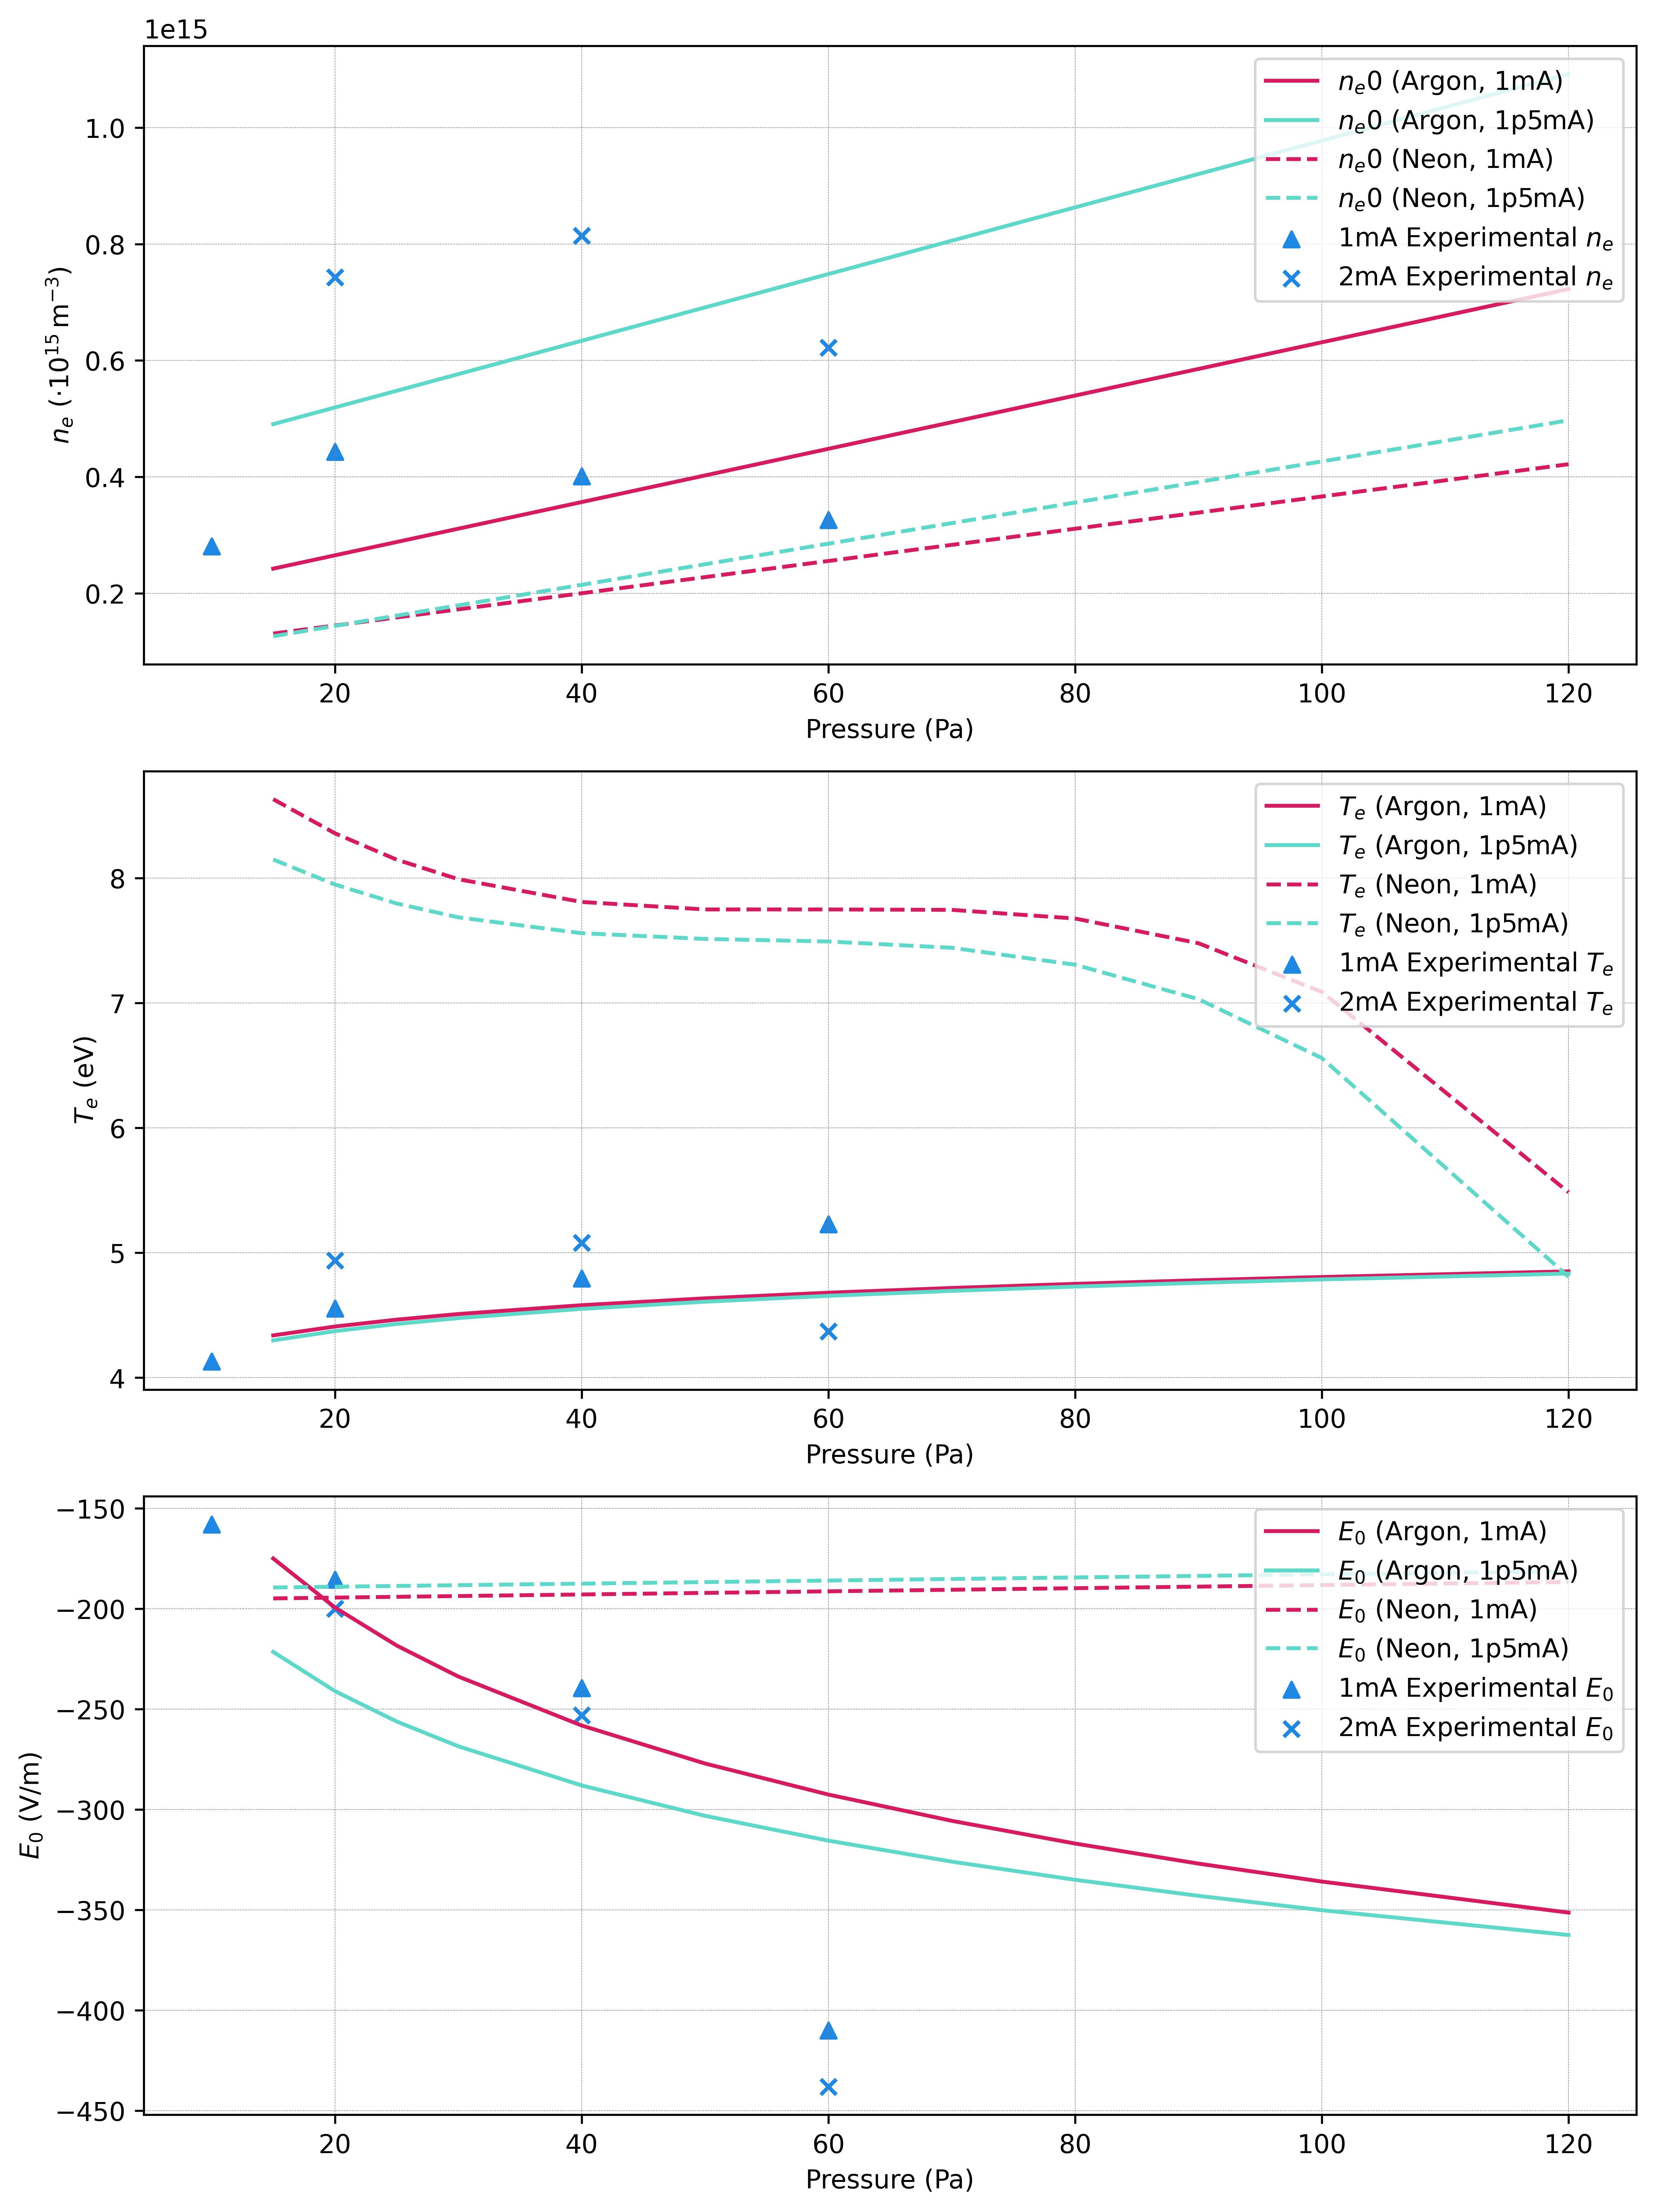 1e15
1.0
0.8
0.6
0.4
0.2
n_e (·10^15 m^−3)
n_e0 (Argon, 1mA)
n_e0 (Argon, 1p5mA)
n_e0 (Neon, 1mA)
n_e0 (Neon, 1p5mA)
1mA Experimental n_e
2mA Experimental n_e
20 40 60 80 100 120
Pressure (Pa)
8
7
6
5
4
T_e (eV)
T_e (Argon, 1mA)
T_e (Argon, 1p5mA)
T_e (Neon, 1mA)
T_e (Neon, 1p5mA)
1mA Experimental T_e
2mA Experimental T_e
20 40 60 80 100 120
Pressure (Pa)
−150
−200
−250
−300
−350
−400
−450
E_0 (V/m)
E_0 (Argon, 1mA)
E_0 (Argon, 1p5mA)
E_0 (Neon, 1mA)
E_0 (Neon, 1p5mA)
1mA Experimental E_0
2mA Experimental E_0
20 40 60 80 100 120
Pressure (Pa)